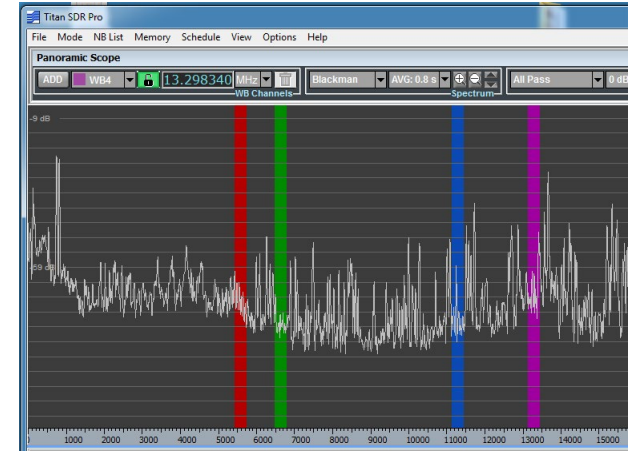 Titan SDR Pro
File Mode NB List Memory Schedule View Options Help
Panoramic Scope
ADD WB4 13.298340 MHz Blackman AVG: 0.8 s All Pass 0 dB
WB Channels Spectrum
-9 dB
-59 dB
1000 2000 3000 4000 5000 6000 7000 8000 9000 10000 11000 12000 13000 14000 15000